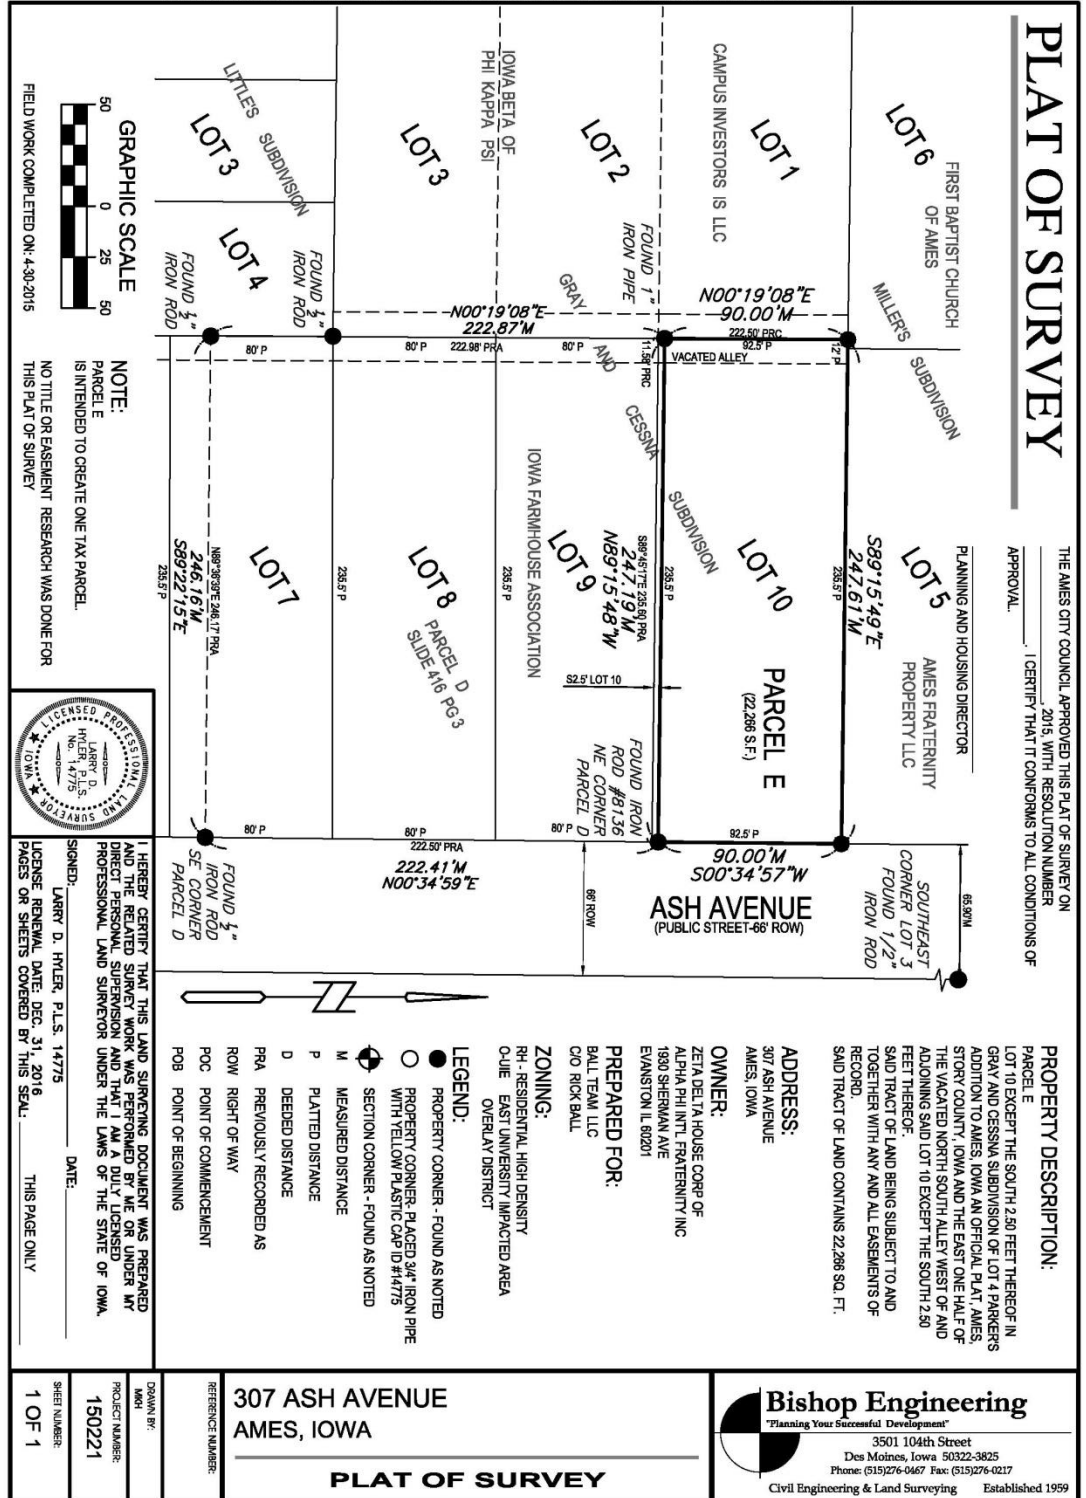 PLAT OF SURVEY
THE AMES CITY COUNCIL APPROVED THIS PLAT OF SURVEY ON
, 2015, WITH RESOLUTION NUMBER
. I CERTIFY THAT IT CONFORMS TO ALL CONDITIONS OF
APPROVAL.
PLANNING AND HOUSING DIRECTOR
LOT 6
FIRST BAPTIST CHURCH
OF AMES
MILLER'S SUBDIVISION
LOT 5
AMES FRATERNITY
PROPERTY LLC
SOUTHEAST
CORNER LOT 3
FOUND 1/2"
IRON ROD
65.90'M
LOT 1
CAMPUS INVESTORS IS LLC
N00°19'08"E
90.00'M
222.50' PRC
92.5' P
12' P
VACATED ALLEY
S89°15'49"E
247.61'M
235.5' P
LOT 10
PARCEL E
(22,266 S.F.)
92.5' P
90.00'M
S00°34'57"W
ASH AVENUE
(PUBLIC STREET-66' ROW)
66' ROW
LOT 2
FOUND 1"
IRON PIPE
11.58' PRC
GRAY AND CESSNA SUBDIVISION
235.5' P
S89°45'17"E 235.60 PRA
247.19'M
N89°15'48"W
S2.5' LOT 10
FOUND IRON
ROD #8136
NE CORNER
PARCEL D
LOT 9
80' P
80' P
IOWA FARMHOUSE ASSOCIATION
IOWA BETA OF
PHI KAPPA PSI
LOT 3
N00°19'08"E
222.87'M
222.98' PRA
80' P
235.5' P
LOT 8
PARCEL D
SLIDE 416 PG 3
80' P
222.50' PRA
222.41'M
N00°34'59"E
LITTLE'S SUBDIVISION
LOT 3
LOT 4
FOUND ½"
IRON ROD
FOUND ½"
IRON ROD
80' P
235.5' P
LOT 7
80' P
N89°36'39"E 246.17' PRA
246.16'M
S89°22'15"E
235.5' P
FOUND ½"
IRON ROD
SE CORNER
PARCEL D
GRAPHIC SCALE
50 0 25 50
FIELD WORK COMPLETED ON: 4-30-2015
NOTE:
PARCEL E
IS INTENDED TO CREATE ONE TAX PARCEL.
NO TITLE OR EASEMENT RESEARCH WAS DONE FOR
THIS PLAT OF SURVEY
PROPERTY DESCRIPTION:
PARCEL E
LOT 10 EXCEPT THE SOUTH 2.50 FEET THEREOF IN
GRAY AND CESSNA SUBDIVISION OF LOT 4 PARKER'S
ADDITION TO AMES, IOWA AN OFFICIAL PLAT, AMES,
STORY COUNTY, IOWA AND THE EAST ONE HALF OF
THE VACATED NORTH SOUTH ALLEY WEST OF AND
ADJOINING SAID LOT 10 EXCEPT THE SOUTH 2.50
FEET THEREOF.
SAID TRACT OF LAND BEING SUBJECT TO AND
TOGETHER WITH ANY AND ALL EASEMENTS OF
RECORD.
SAID TRACT OF LAND CONTAINS 22,266 SQ. FT.
ADDRESS:
307 ASH AVENUE
AMES, IOWA
OWNER:
ZETA DELTA HOUSE CORP OF
ALPHA PHI INTL FRATERNITY INC
1930 SHERMAN AVE
EVANSTON IL 60201
PREPARED FOR:
BALL TEAM LLC
C/O RICK BALL
ZONING:
RH - RESIDENTIAL HIGH DENSITY
O-UIE EAST UNIVERSITY IMPACTED AREA
OVERLAY DISTRICT
LEGEND:
PROPERTY CORNER - FOUND AS NOTED
PROPERTY CORNER- PLACED 3/4" IRON PIPE
WITH YELLOW PLASTIC CAP ID #14775
SECTION CORNER - FOUND AS NOTED
M MEASURED DISTANCE
P PLATTED DISTANCE
D DEEDED DISTANCE
PRA PREVIOUSLY RECORDED AS
ROW RIGHT OF WAY
POC POINT OF COMMENCEMENT
POB POINT OF BEGINNING
LICENSED PROFESSIONAL LAND SURVEYOR
LARRY D.
HYLER, P.L.S.
No. 14775
IOWA
I HEREBY CERTIFY THAT THIS LAND SURVEYING DOCUMENT WAS PREPARED
AND THE RELATED SURVEY WORK WAS PERFORMED BY ME OR UNDER MY
DIRECT PERSONAL SUPERVISION AND THAT I AM A DULY LICENSED
PROFESSIONAL LAND SURVEYOR UNDER THE LAWS OF THE STATE OF IOWA.
SIGNED: DATE:
LARRY D. HYLER, P.L.S. 14775
LICENSE RENEWAL DATE: DEC. 31, 2016
PAGES OR SHEETS COVERED BY THIS SEAL: THIS PAGE ONLY
Bishop Engineering
"Planning Your Successful Development"
3501 104th Street
Des Moines, Iowa 50322-3825
Phone: (515)276-0467 Fax: (515)276-0217
Civil Engineering & Land Surveying Established 1959
307 ASH AVENUE
AMES, IOWA
PLAT OF SURVEY
REFERENCE NUMBER:
DRAWN BY:
MKH
PROJECT NUMBER:
150221
SHEET NUMBER:
1 OF 1